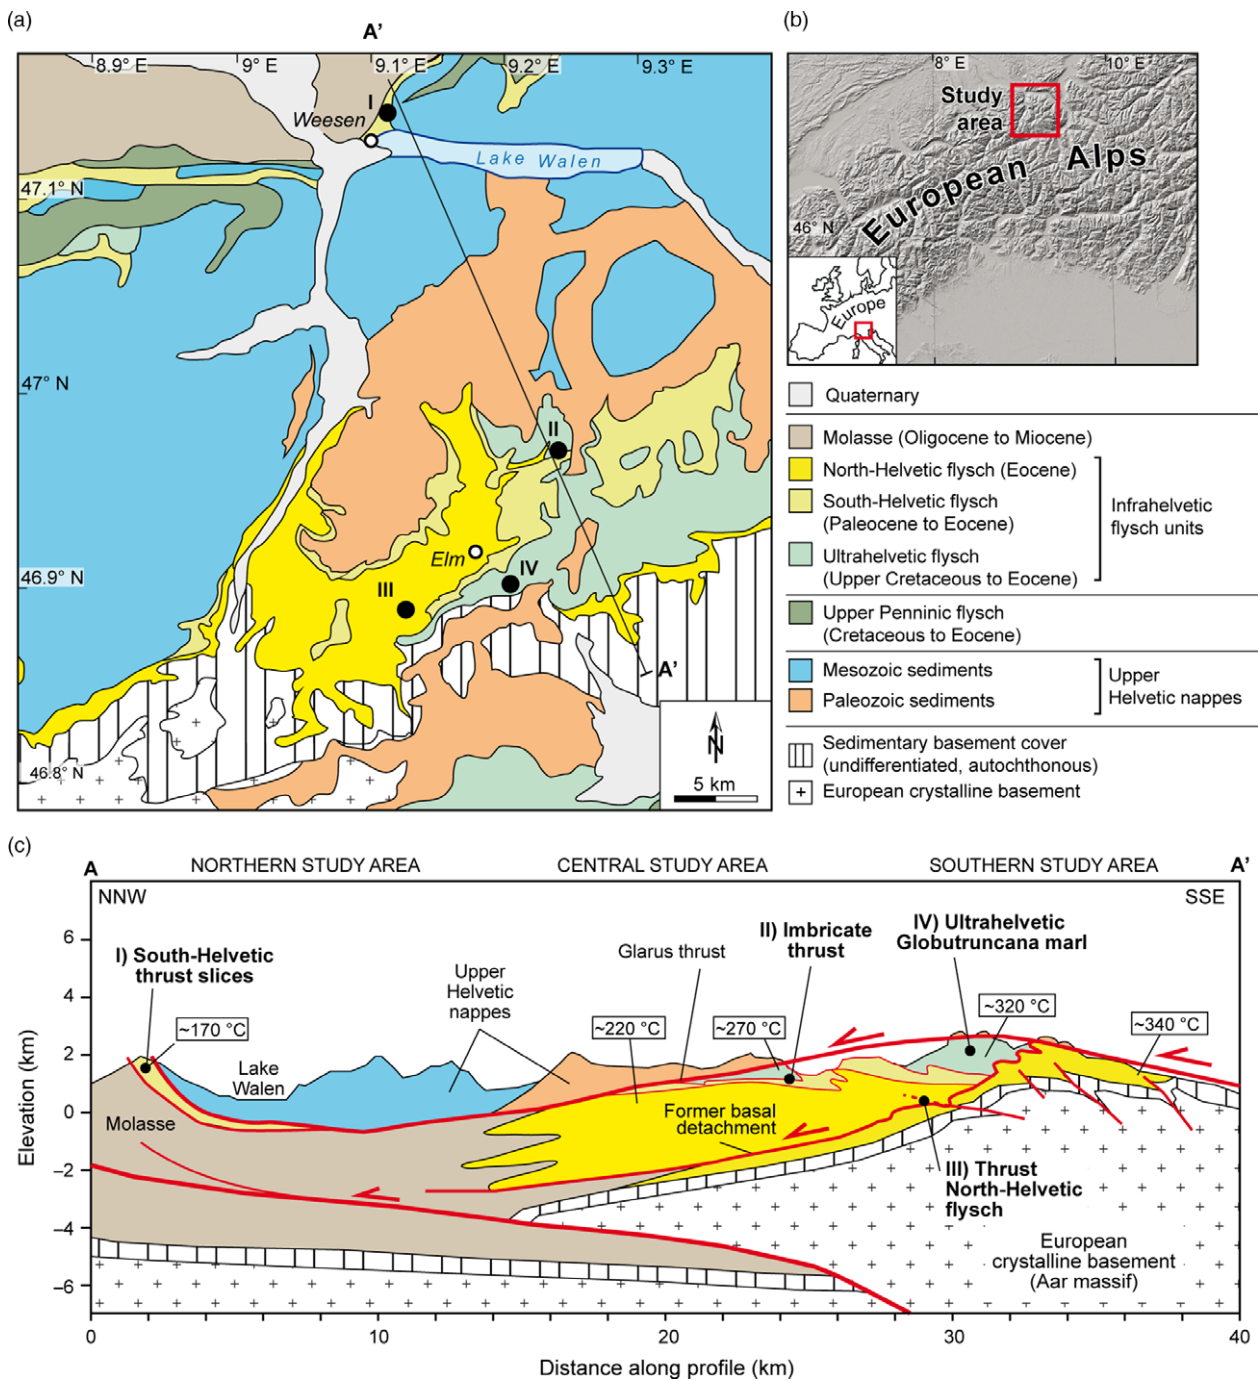 (a)
A'
8.9° E
9° E
9.1° E
9.2° E
9.3° E
I
Weesen
Lake Walen
47.1° N
47° N
II
Elm
46.9° N
III
IV
A'
46.8° N
N
5 km
(b)
8° E
10° E
Study
area
European Alps
46° N
Europe
Quaternary
Molasse (Oligocene to Miocene)
North-Helvetic flysch (Eocene)
South-Helvetic flysch
(Paleocene to Eocene)
Ultrahelvetic flysch
(Upper Cretaceous to Eocene)
Infrahelvetic
flysch units
Upper Penninic flysch
(Cretaceous to Eocene)
Mesozoic sediments
Paleozoic sediments
Upper
Helvetic nappes
Sedimentary basement cover
(undifferentiated, autochthonous)
European crystalline basement
(c)
A
NORTHERN STUDY AREA
CENTRAL STUDY AREA
SOUTHERN STUDY AREA
A'
NNW
SSE
I) South-Helvetic
thrust slices
~170 °C
Lake
Walen
Upper
Helvetic
nappes
Glarus thrust
II) Imbricate
thrust
IV) Ultrahelvetic
Globutruncana marl
~220 °C
~270 °C
~320 °C
~340 °C
Molasse
Former basal
detachment
III) Thrust
North-Helvetic
flysch
European
crystalline basement
(Aar massif)
Elevation (km)
6
4
2
0
−2
−4
−6
0
10
20
30
40
Distance along profile (km)